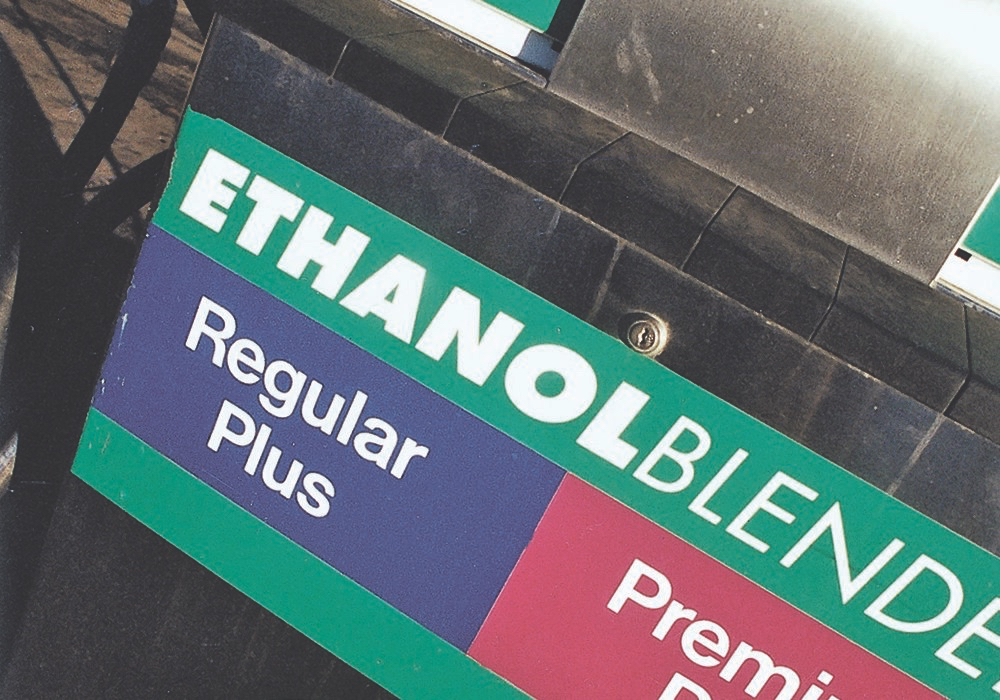 ETHANOLBLENDE
Regular
Plus
Premi